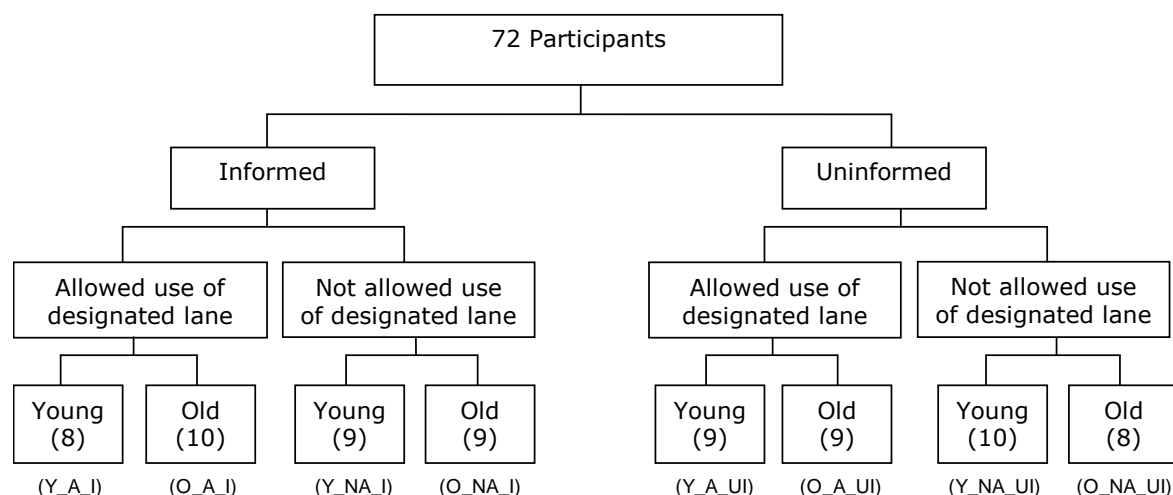 72 Participants
Informed
Uninformed
Allowed use of
designated lane
Not allowed use
of designated lane
Allowed use of
designated lane
Not allowed use
of designated lane
Young
(8)
Old
(10)
Young
(9)
Old
(9)
Young
(9)
Old
(9)
Young
(10)
Old
(8)
(Y_A_I)
(O_A_I)
(Y_NA_I)
(O_NA_I)
(Y_A_UI)
(O_A_UI)
(Y_NA_UI)
(O_NA_UI)